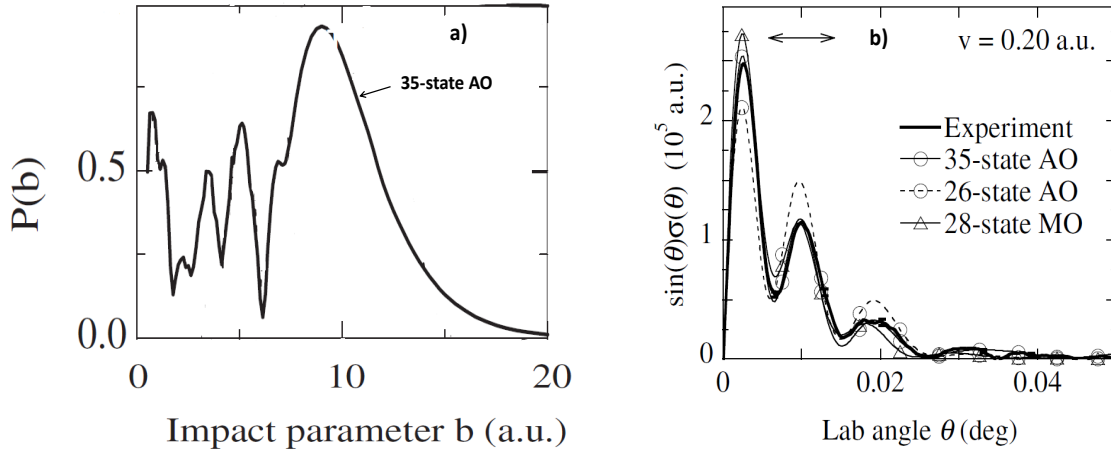 a)
35-state AO
P(b)
0.5
0.0
0
10
20
Impact parameter b (a.u.)
b)
v = 0.20 a.u.
Experiment
35-state AO
26-state AO
28-state MO
sin(θ)σ(θ) (10⁵ a.u.)
2
1
0
0
0.02
0.04
Lab angle θ (deg)